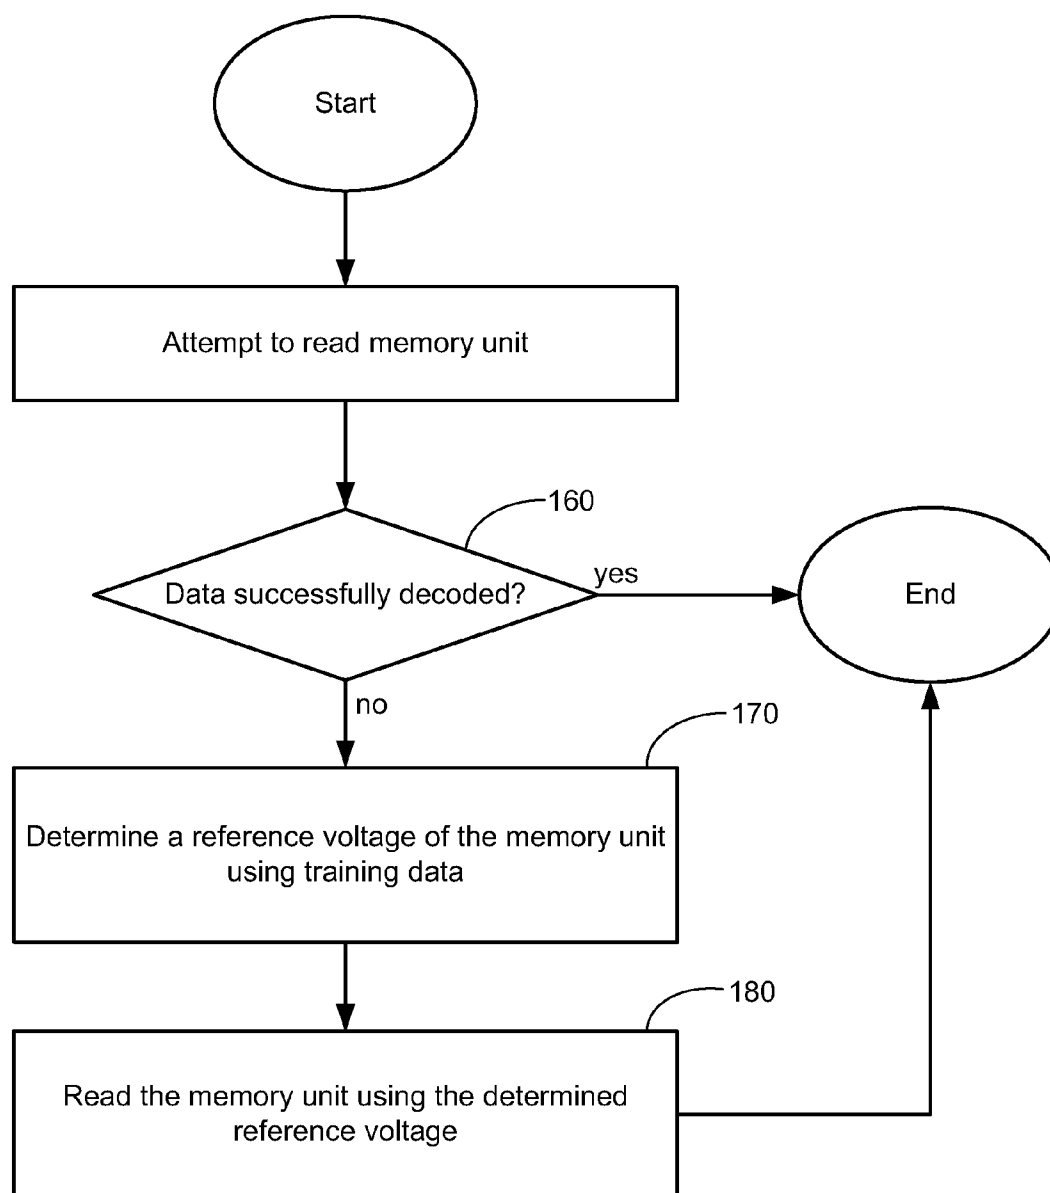 Start
Attempt to read memory unit
160
Data successfully decoded?
yes
End
no
170
Determine a reference voltage of the memory unit
using training data
180
Read the memory unit using the determined
reference voltage